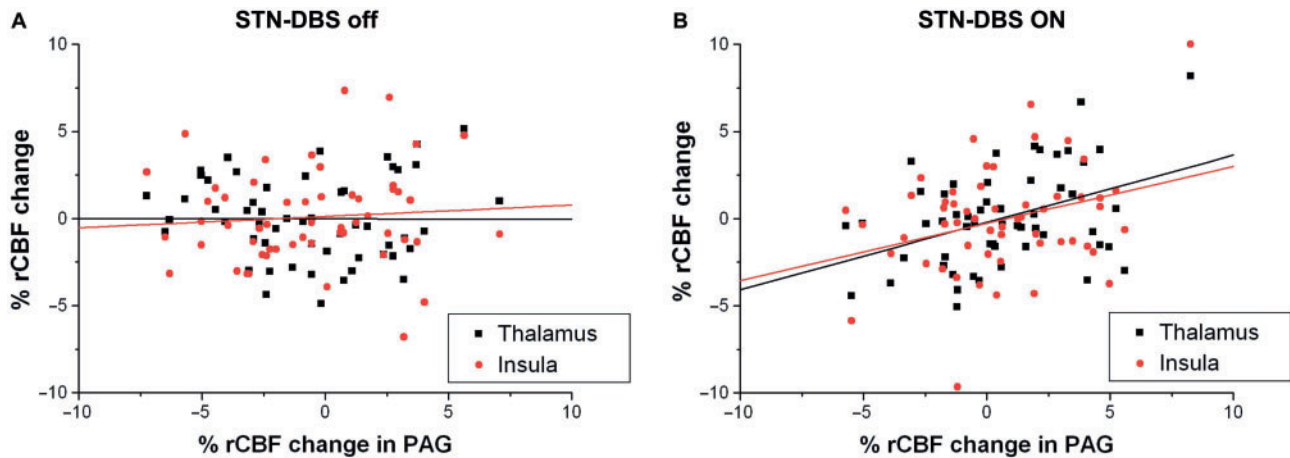 A STN-DBS off
10
5
0
−5
−10
% rCBF change
−10 −5 0 5 10
% rCBF change in PAG
Thalamus
Insula
B STN-DBS ON
10
5
0
−5
−10
% rCBF change
−10 −5 0 5 10
% rCBF change in PAG
Thalamus
Insula